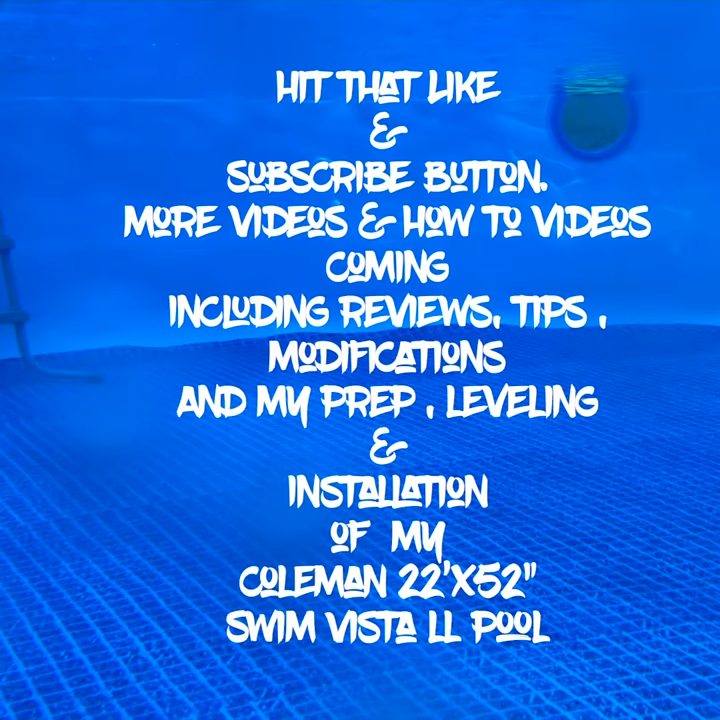 HIT THAT LIKE
&
SUBSCRIBE BUTTON.
MORE VIDEOS & HOW TO VIDEOS
COMING
INCLUDING REVIEWS, TIPS ,
MODIFICATIONS
AND MY PREP , LEVELING
&
INSTALLATION
OF MY
COLEMAN 22'X52"
SWIM VISTA LL POOL